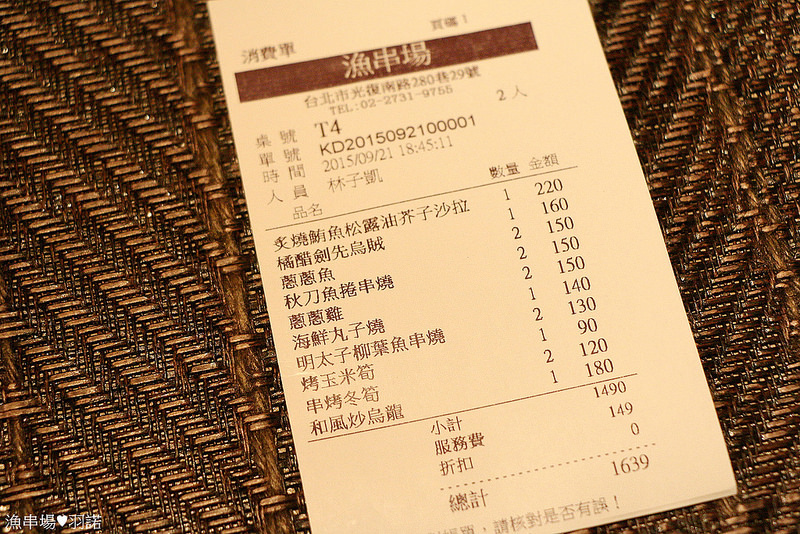 消費單
頁碼：
漁串場
台北市光復南路280巷29號
TEL:02-2731-9755
桌號 T4 2人
單號 KD2015092100001
時間 2015/09/21 18:45:11
人員 林子凱
品名 數量 金額
炙燒鮪魚松露油芥子沙拉 1 220
橘醋劍先烏賊 1 160
蔥蔥魚 2 150
秋刀魚捲串燒 2 150
蔥蔥雞 2 150
海鮮丸子燒 1 140
明太子柳葉魚串燒 2 130
烤玉米筍 1 90
串烤冬筍 2 120
和風炒烏龍 1 180
小計 1490
服務費 149
折扣 0
總計 1639
單，請核對是否有誤！
漁串場♥羽諾